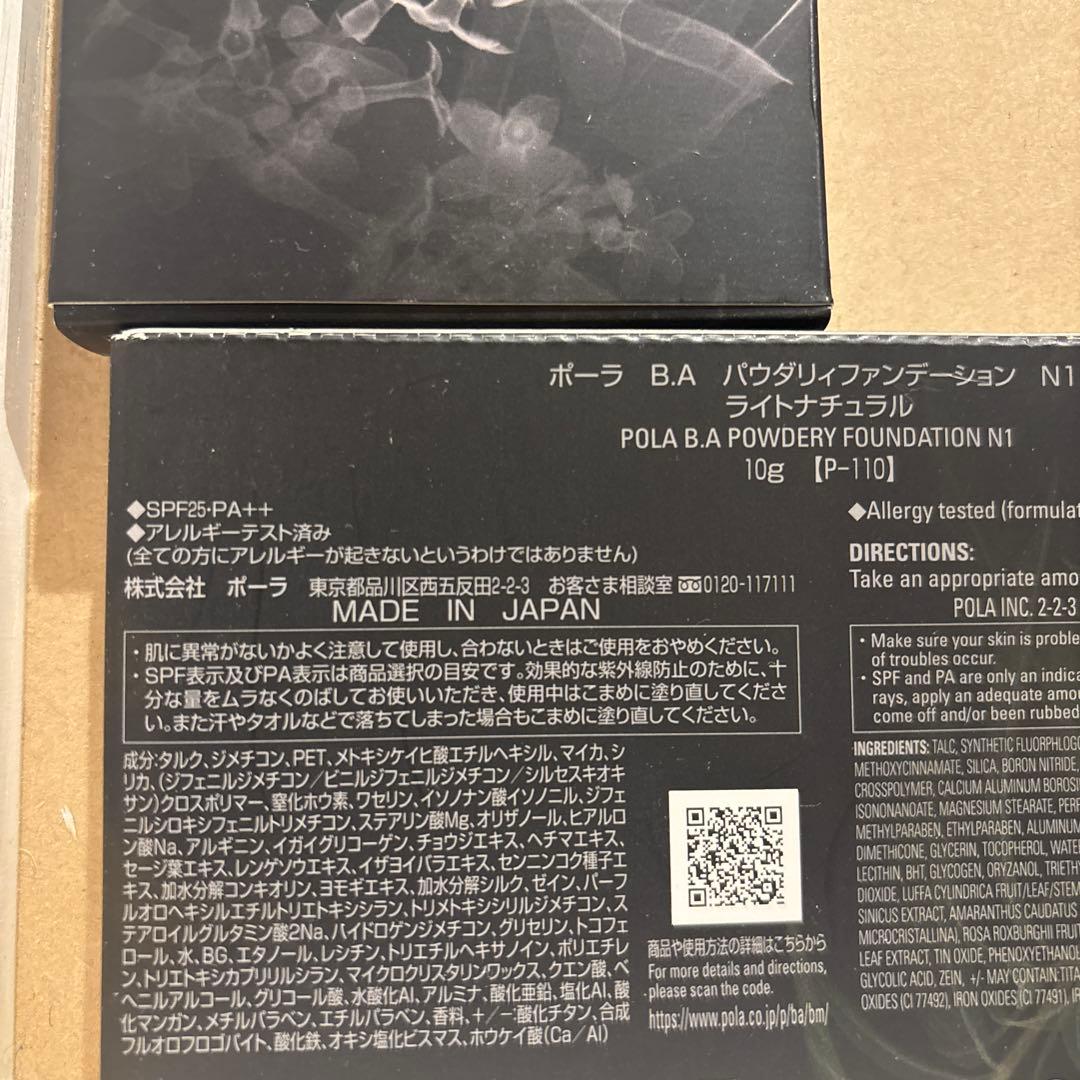 ポーラ B.A パウダリィファンデーション N1
ライトナチュラル
POLA B.A POWDERY FOUNDATION N1
10g 【P-110】
◆SPF25・PA++
◆アレルギーテスト済み
(全ての方にアレルギーが起きないというわけではありません)
株式会社 ポーラ 東京都品川区西五反田2-2-3 お客さま相談室 0120-117111
MADE IN JAPAN
・肌に異常がないかよく注意して使用し、合わないときはご使用をおやめください。
・SPF表示及びPA表示は商品選択の目安です。効果的な紫外線防止のために、十
分な量をムラなくのばしてお使いいただき、使用中はこまめに塗り直してくださ
い。また汗やタオルなどで落ちてしまった場合もこまめに塗り直してください。
成分:タルク、ジメチコン、PET、メトキシケイヒ酸エチルヘキシル、マイカ、シ
リカ、(ジフェニルジメチコン/ビニルジフェニルジメチコン/シルセスキオキ
サン)クロスポリマー、窒化ホウ素、ワセリン、イソノナン酸イソノニル、ジフェ
ニルシロキシフェニルトリメチコン、ステアリン酸Mg、オリザノール、ヒアルロ
ン酸Na、アルギニン、イガイグリコーゲン、チョウジエキス、ヘチマエキス、
セージ葉エキス、レンゲソウエキス、イザヨイバラエキス、センニンコク種子エ
キス、加水分解コンキオリン、ヨモギエキス、加水分解シルク、ゼイン、パーフ
ルオロヘキシルエチルトリエトキシシラン、トリメトキシシリルジメチコン、ス
テアロイルグルタミン酸2Na、ハイドロゲンジメチコン、グリセリン、トコフェ
ロール、水、BG、エタノール、レシチン、トリエチルヘキサノイン、ポリエチレ
ン、トリエトキシカプリリルシラン、マイクロクリスタリンワックス、クエン酸、ベ
ヘニルアルコール、グリコール酸、水酸化Al、アルミナ、酸化亜鉛、塩化Al、酸
化マンガン、メチルパラベン、エチルパラベン、香料、+/-:酸化チタン、合成
フルオロフロゴパイト、酸化鉄、オキシ塩化ビスマス、ホウケイ酸(Ca/Al)
商品や使用方法の詳細はこちらから
For more details and directions,
please scan the code.
https://www.pola.co.jp/p/ba/bm/
◆Allergy tested (formulat
DIRECTIONS:
Take an appropriate amo
POLA INC. 2-2-3
・Make sure your skin is proble
of troubles occur.
・SPF and PA are only an indica
rays, apply an adequate amo
come off and/or been rubbed
INGREDIENTS: TALC, SYNTHETIC FLUORPHLOGO
METHOXYCINNAMATE, SILICA, BORON NITRIDE,
CROSSPOLYMER, CALCIUM ALUMINUM BOROSI
ISONONANOATE, MAGNESIUM STEARATE, PERF
METHYLPARABEN, ETHYLPARABEN, ALUMINUM
DIMETHICONE, GLYCERIN, TOCOPHEROL, WATE
LECITHIN, BHT, GLYCOGEN, ORYZANOL, TRIETHY
DIOXIDE, LUFFA CYLINDRICA FRUIT/LEAF/STEM
SINICUS EXTRACT, AMARANTHUS CAUDATUS
MICROCRISTALLINA), ROSA ROXBURGHII FRUIT
LEAF EXTRACT, TIN OXIDE, PHENOXYETHANO
GLYCOLIC ACID, ZEIN, +/- MAY CONTAIN:TITA
OXIDES (CI 77492), IRON OXIDES (CI 77491), IR